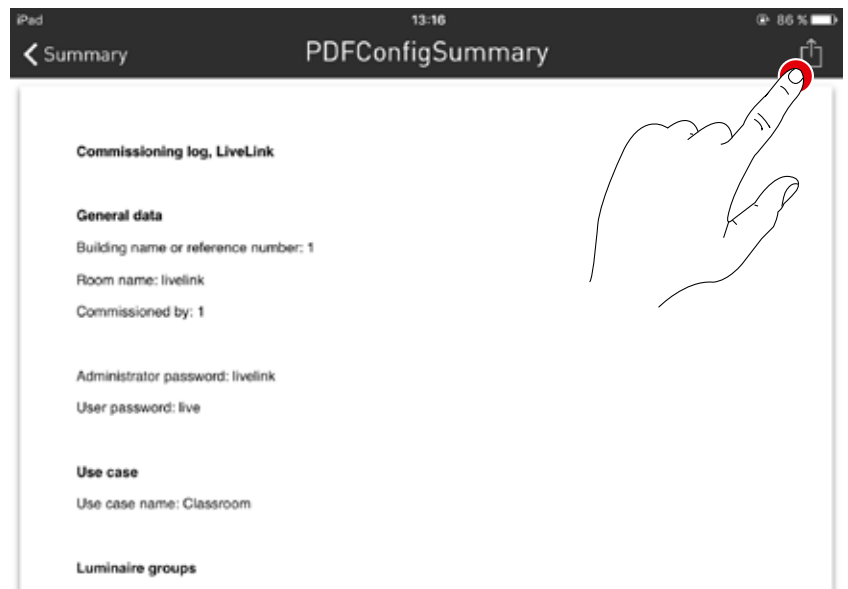 iPad 13:16 86 %
Summary PDFConfigSummary
Commissioning log, LiveLink
General data
Building name or reference number: 1
Room name: livelink
Commissioned by: 1
Administrator password: livelink
User password: live
Use case
Use case name: Classroom
Luminaire groups